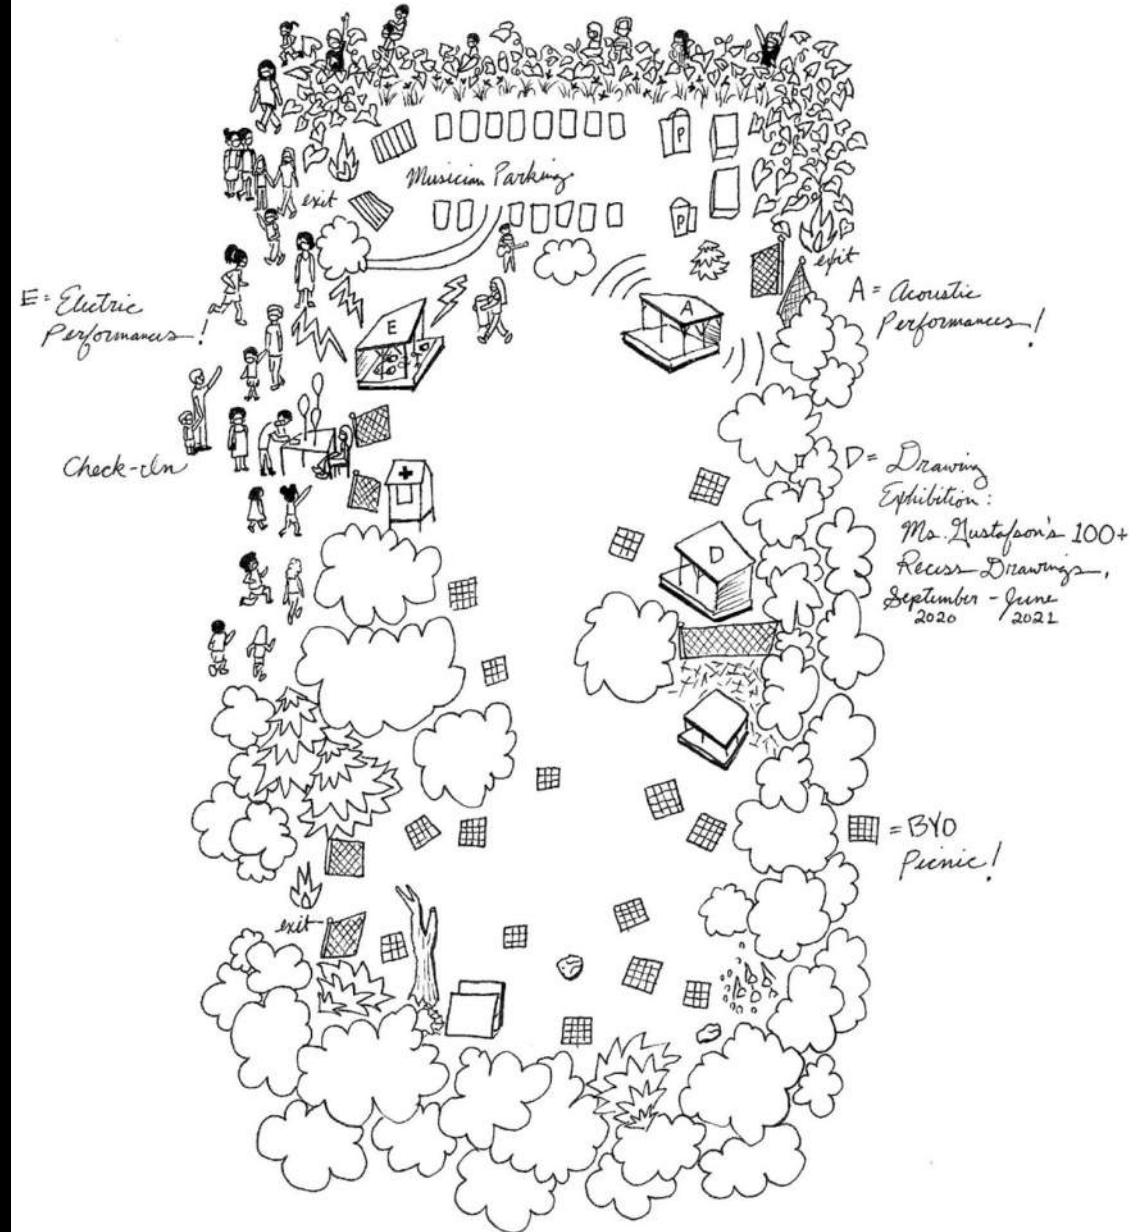 P
Musician Parking
exit
P
exit
E = Electric
Performances!
E
A
A = Acoustic
Performances!
Check-In
D = Drawing
Exhibition:
Ms. Gustafson's 100+
Recess Drawings,
September - June
2020 2021
D
= BYO
Picnic!
exit